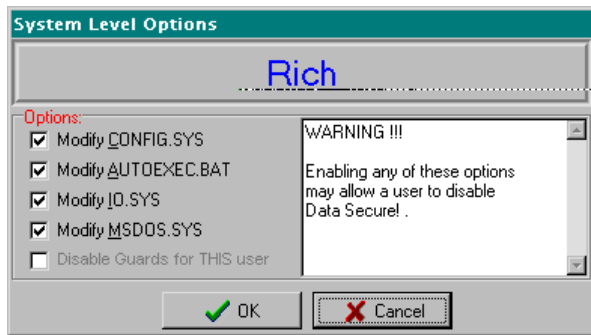 System Level Options
Rich
Options:
Modify CONFIG.SYS
Modify AUTOEXEC.BAT
Modify IO.SYS
Modify MSDOS.SYS
Disable Guards for THIS user
WARNING !!!
Enabling any of these options
may allow a user to disable
Data Secure! .
OK
Cancel